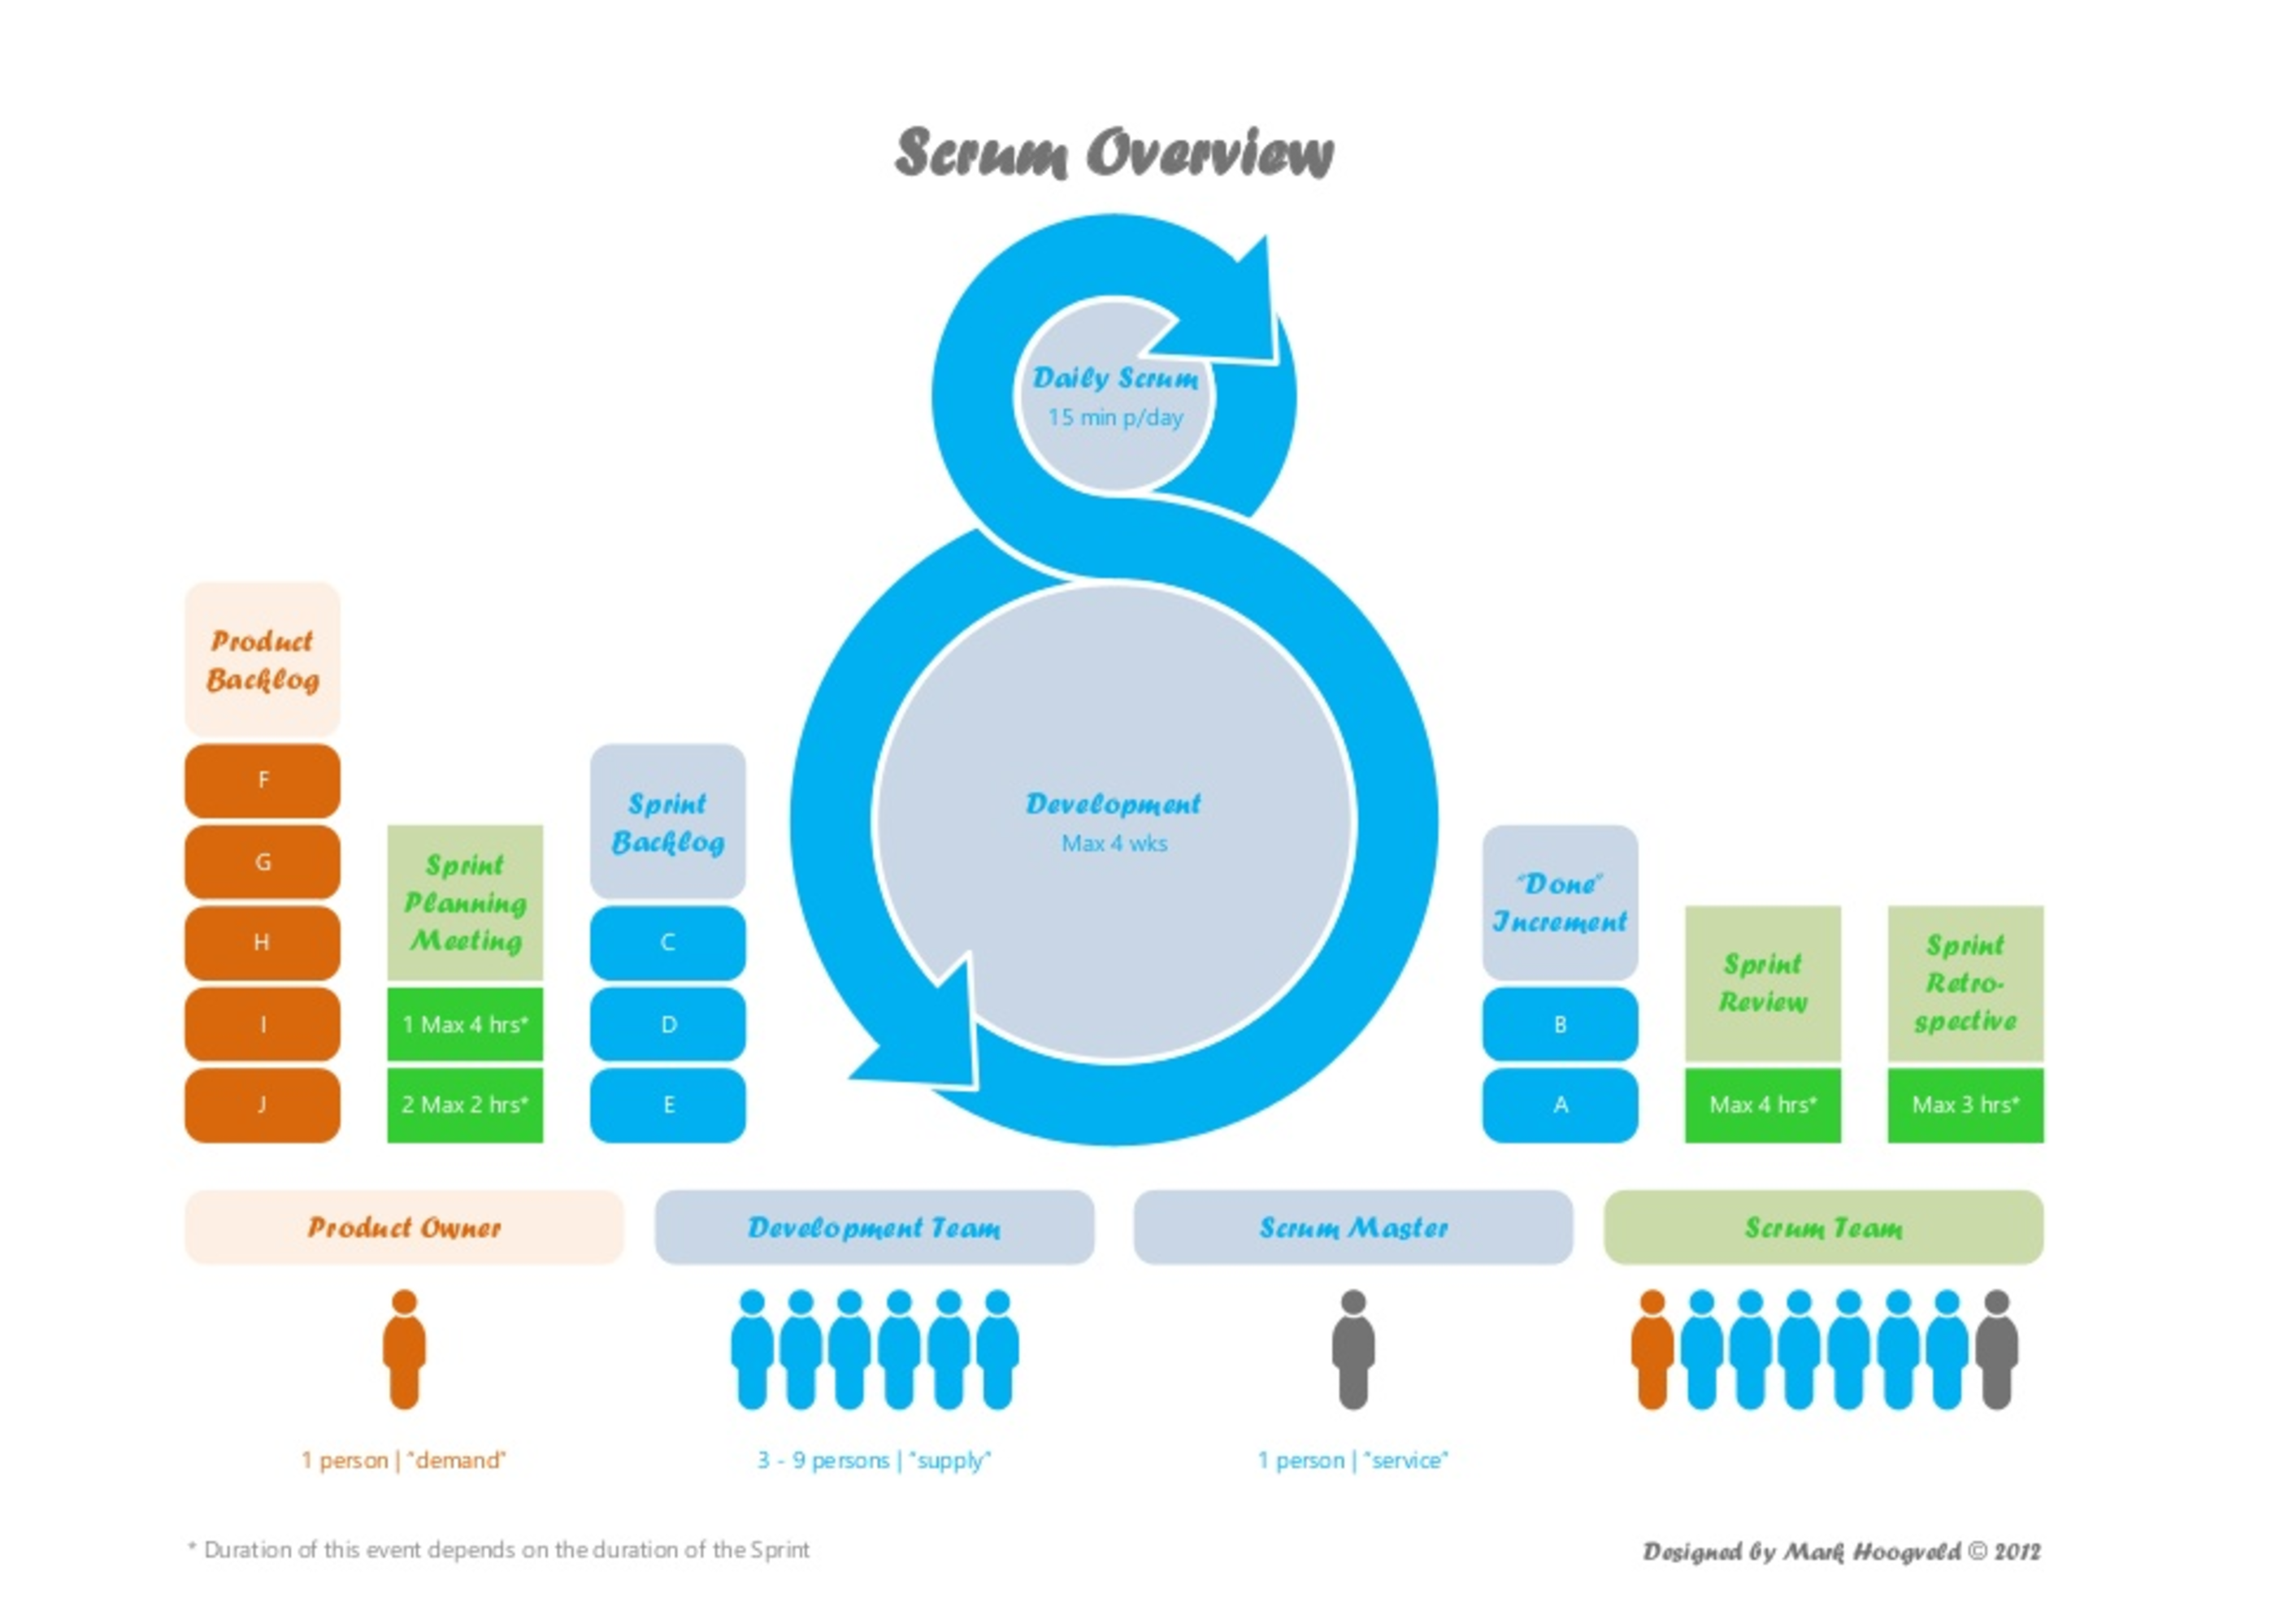 Scrum Overview
Daily Scrum
15 min p/day
Product
Backlog
F
G
H
I
J
Sprint
Planning
Meeting
1 Max 4 hrs*
2 Max 2 hrs*
Sprint
Backlog
C
D
E
Development
Max 4 wks
"Done"
Increment
B
A
Sprint
Review
Max 4 hrs*
Sprint
Retro-
spective
Max 3 hrs*
Product Owner
Development Team
Scrum Master
Scrum Team
1 person | "demand"
3 - 9 persons | "supply"
1 person | "service"
* Duration of this event depends on the duration of the Sprint
Designed by Mark Hoogveld © 2012